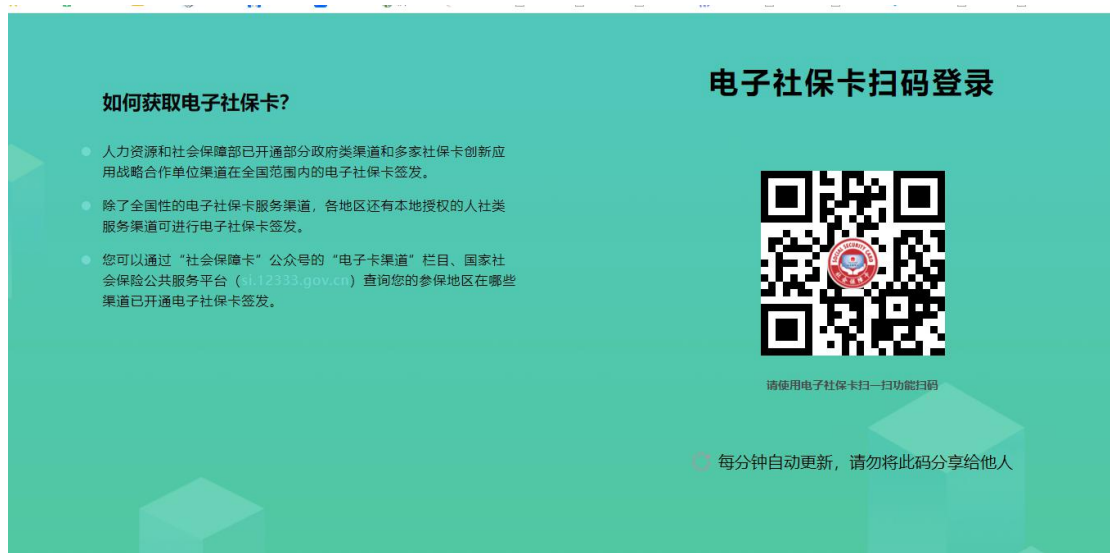 如何获取电子社保卡？
人力资源和社会保障部已开通部分政府类渠道和多家社保卡创新应
用战略合作单位渠道在全国范围内的电子社保卡签发。
除了全国性的电子社保卡服务渠道，各地区还有本地授权的人社类
服务渠道可进行电子社保卡签发。
您可以通过“社会保障卡”公众号的“电子卡渠道”栏目、国家社
会保险公共服务平台（si.12333.gov.cn）查询您的参保地区在哪些
渠道已开通电子社保卡签发。
电子社保卡扫码登录
SOCIAL SECURITY CARD
社会保障卡
请使用电子社保卡扫一扫功能扫码
每分钟自动更新，请勿将此码分享给他人